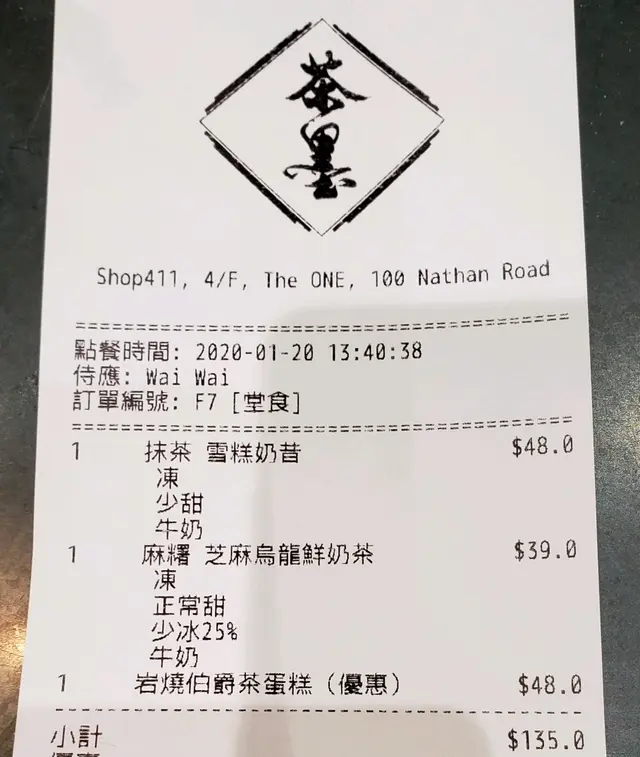 茶墨
Shop411, 4/F, The ONE, 100 Nathan Road
點餐時間: 2020-01-20 13:40:38
侍應: Wai Wai
訂單編號: F7 [堂食]
1 抹茶 雪糕奶昔 $48.0
凍
少甜
牛奶
1 麻糬 芝麻烏龍鮮奶茶 $39.0
凍
正常甜
少冰25%
牛奶
1 岩燒伯爵茶蛋糕 (優惠) $48.0
小計 $135.0